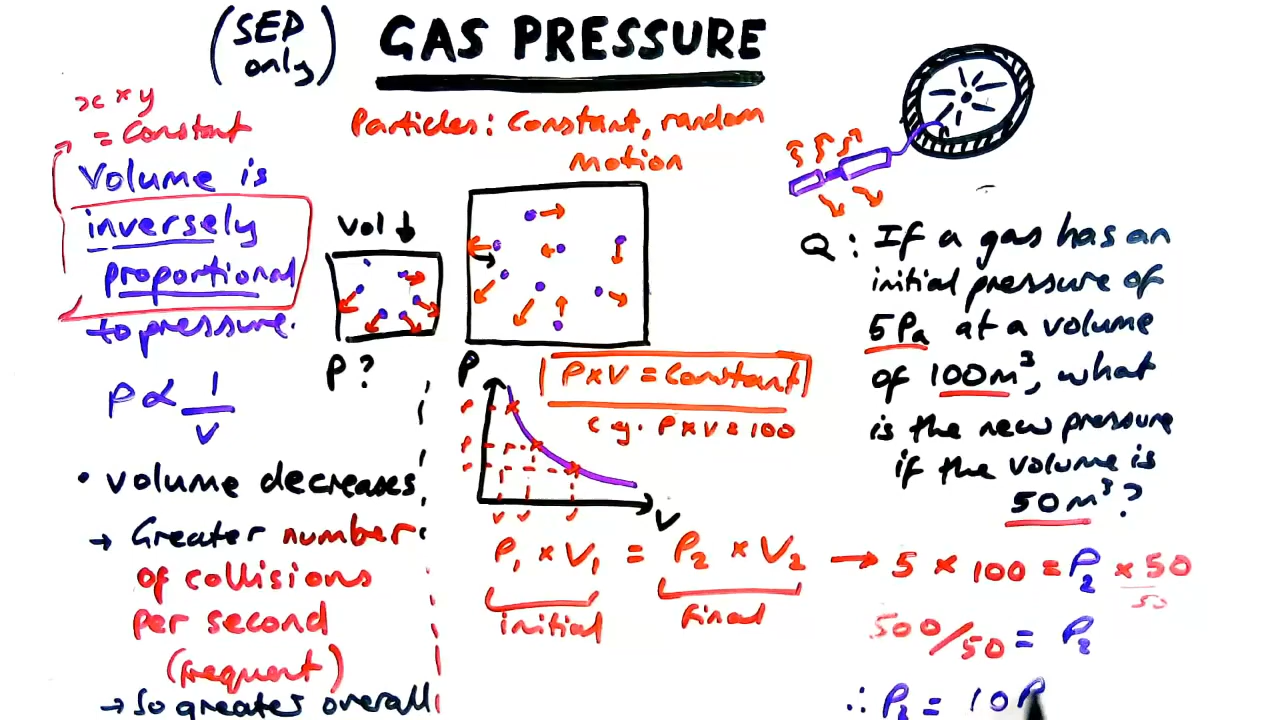 (SEP only)
GAS PRESSURE
Particles: constant, random
motion
x × y
= constant
Volume is
inversely
proportional
to pressure.
P ∝ 1/V
• volume decreases
→ Greater number
of collisions
per second
(frequent)
→ so greater overall
Vol ↓
P?
P
V
P×V = constant
e.g. P×V = 100
P₁ × V₁ = P₂ × V₂
initial
final
Q: If a gas has an
initial pressure of
5Pa at a volume
of 100m³, what
is the new pressure
if the volume is
50m³?
→ 5 × 100 = P₂ × 50
50
500/50 = P₂
∴ P₂ = 10 P